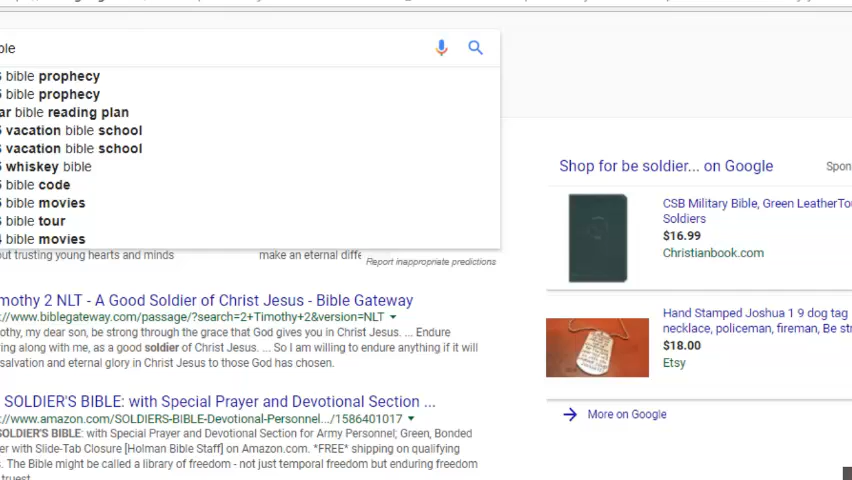 ble
bible prophecy
bible prophecy
ar bible reading plan
vacation bible school
vacation bible school
whiskey bible
bible code
bible movies
bible tour
bible movies
out trusting young hearts and minds
make an eternal diffe
Report inappropriate predictions
mothy 2 NLT - A Good Soldier of Christ Jesus - Bible Gateway
://www.biblegateway.com/passage/?search=2+Timothy+2&version=NLT
othy, my dear son, be strong through the grace that God gives you in Christ Jesus. ... Endure
ring along with me, as a good soldier of Christ Jesus. ... So I am willing to endure anything if it will
salvation and eternal glory in Christ Jesus to those God has chosen.
SOLDIER'S BIBLE: with Special Prayer and Devotional Section ...
://www.amazon.com/SOLDIERS-BIBLE-Devotional-Personnel.../1586401017
SOLDIER'S BIBLE: with Special Prayer and Devotional Section for Army Personnel; Green, Bonded
er with Slide-Tab Closure [Holman Bible Staff] on Amazon.com. *FREE* shipping on qualifying
. The Bible might be called a library of freedom - not just temporal freedom but enduring freedom
truest
Shop for be soldier... on Google
Spon
CSB Military Bible, Green LeatherTo
Soldiers
$16.99
Christianbook.com
Hand Stamped Joshua 1 9 dog tag
necklace, policeman, fireman, Be str
$18.00
Etsy
More on Google